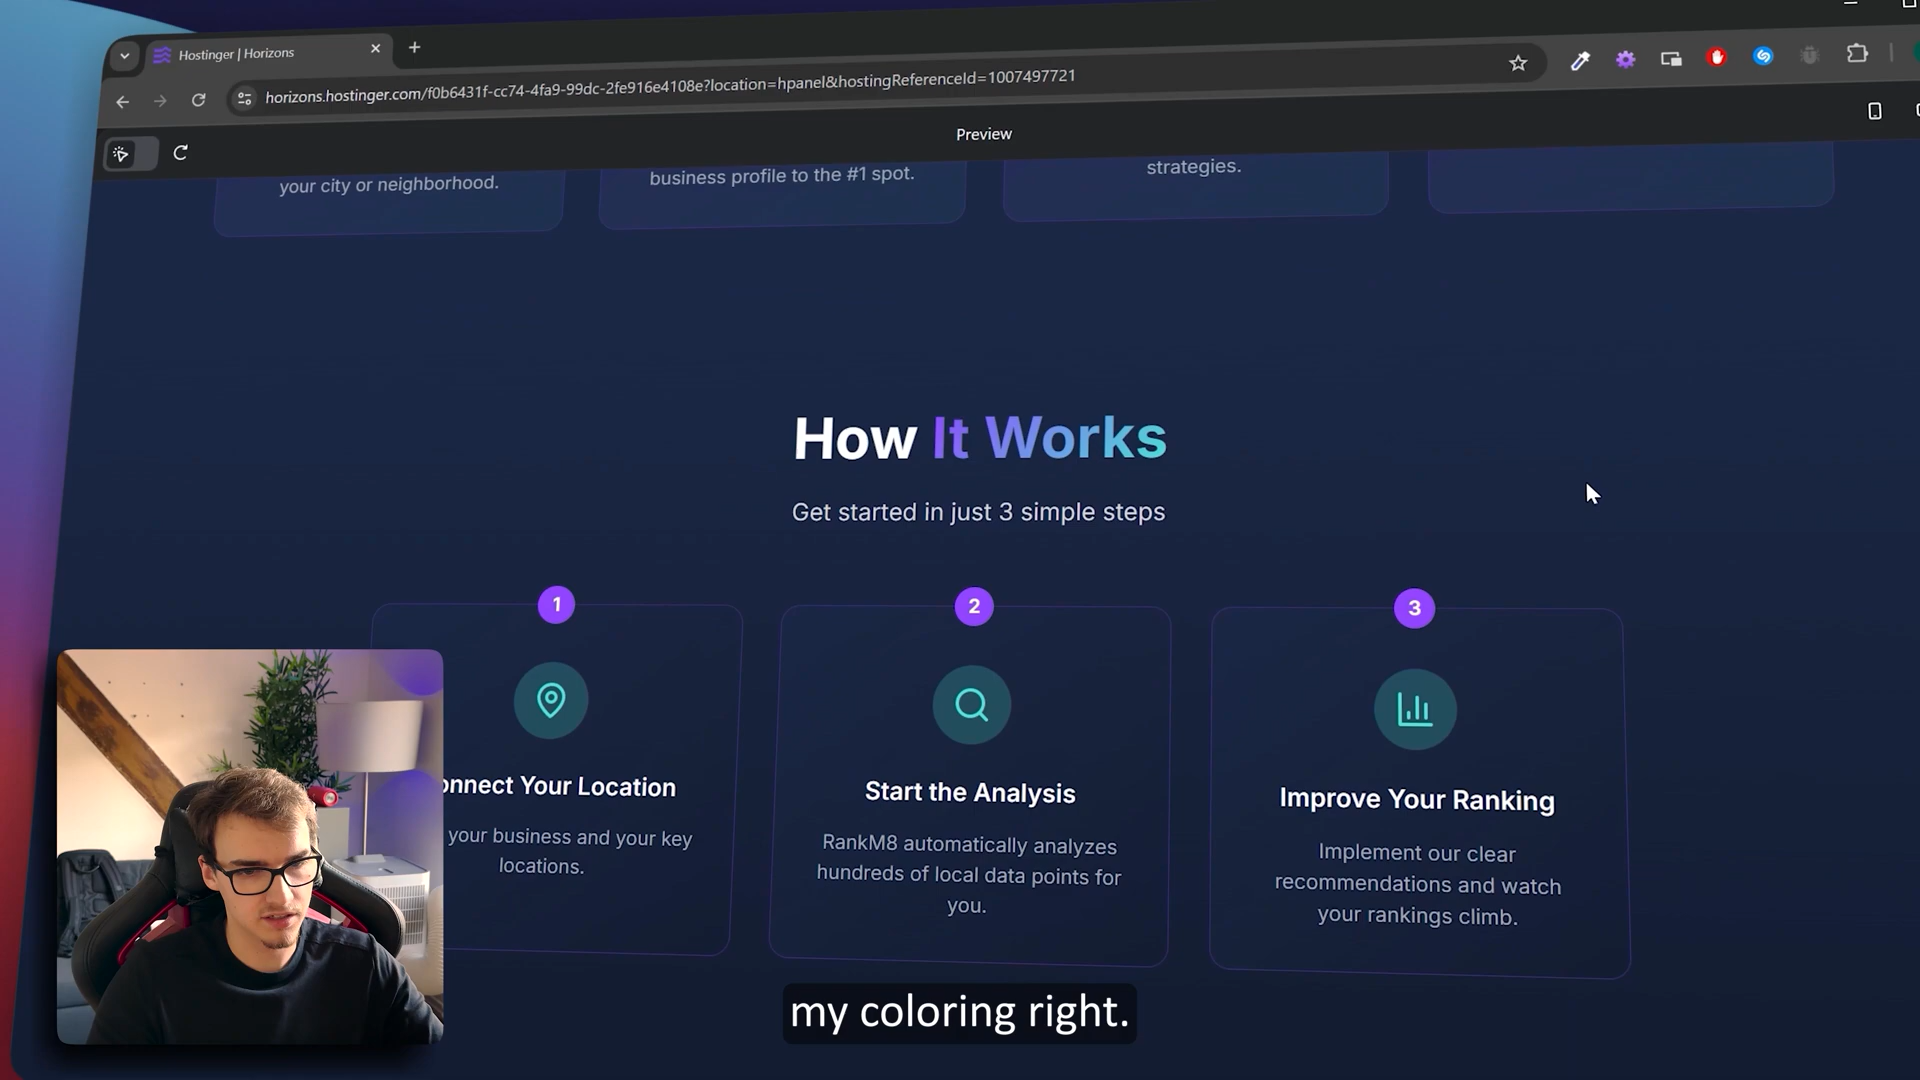 Hostinger | Horizons
horizons.hostinger.com/f0b6431f-cc74-4fa9-99dc-2fe916e4108e?location=hpanel&hostingReferenceId=1007497721
Preview
your city or neighborhood.
business profile to the #1 spot.
strategies.
How It Works
Get started in just 3 simple steps
1
2
3
onnect Your Location
your business and your key
locations.
Start the Analysis
RankM8 automatically analyzes
hundreds of local data points for
you.
Improve Your Ranking
Implement our clear
recommendations and watch
your rankings climb.
my coloring right.